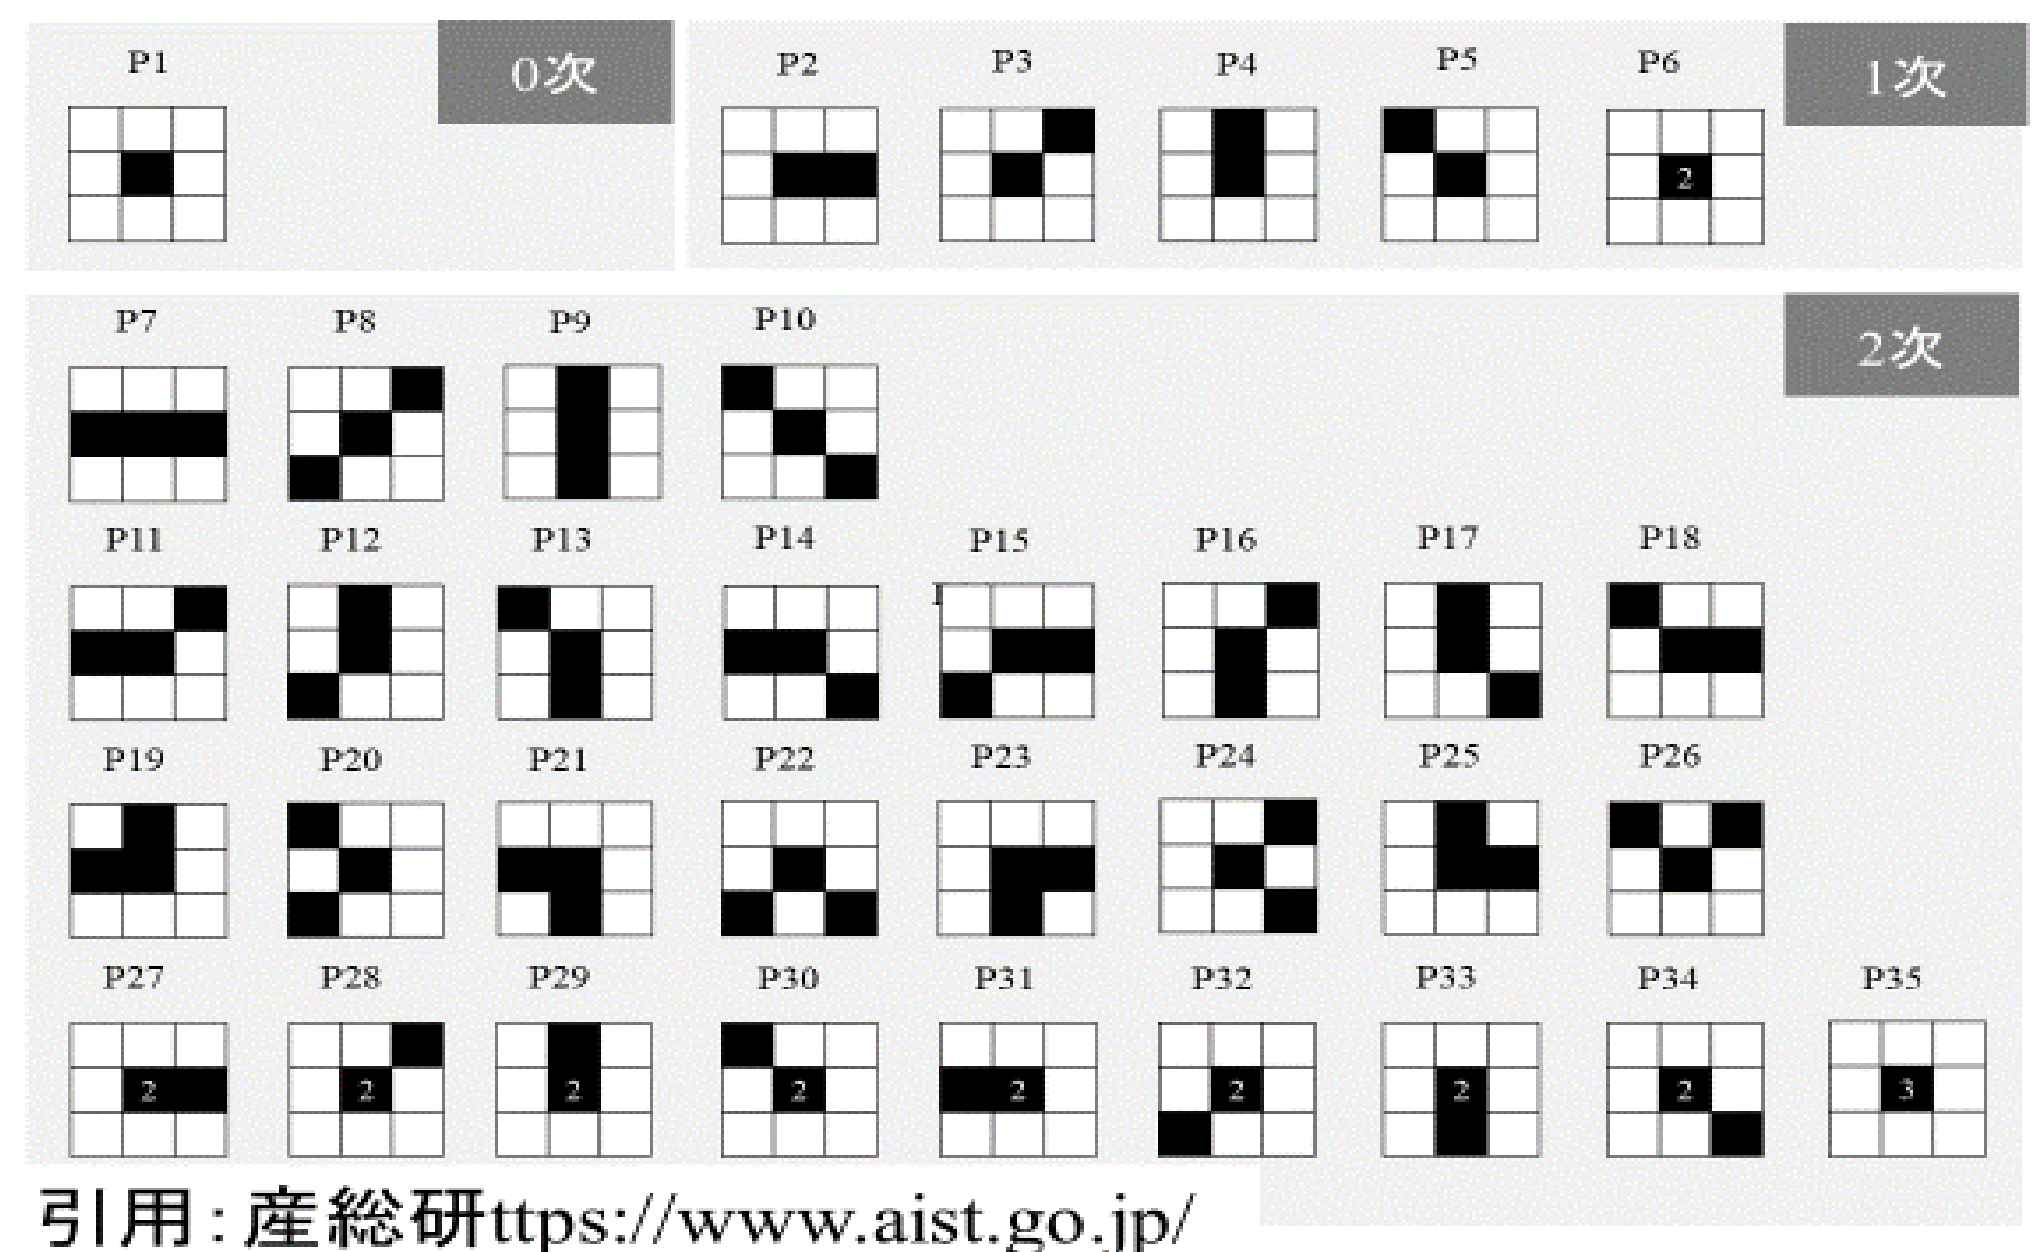 P1 0次 P2 P3 P4 P5 P6 1次
2
P7 P8 P9 P10 2次
P11 P12 P13 P14 P15 P16 P17 P18
P19 P20 P21 P22 P23 P24 P25 P26
P27 P28 P29 P30 P31 P32 P33 P34 P35
2 2 2 2 2 2 2 2 3
引用:産総研ttps://www.aist.go.jp/